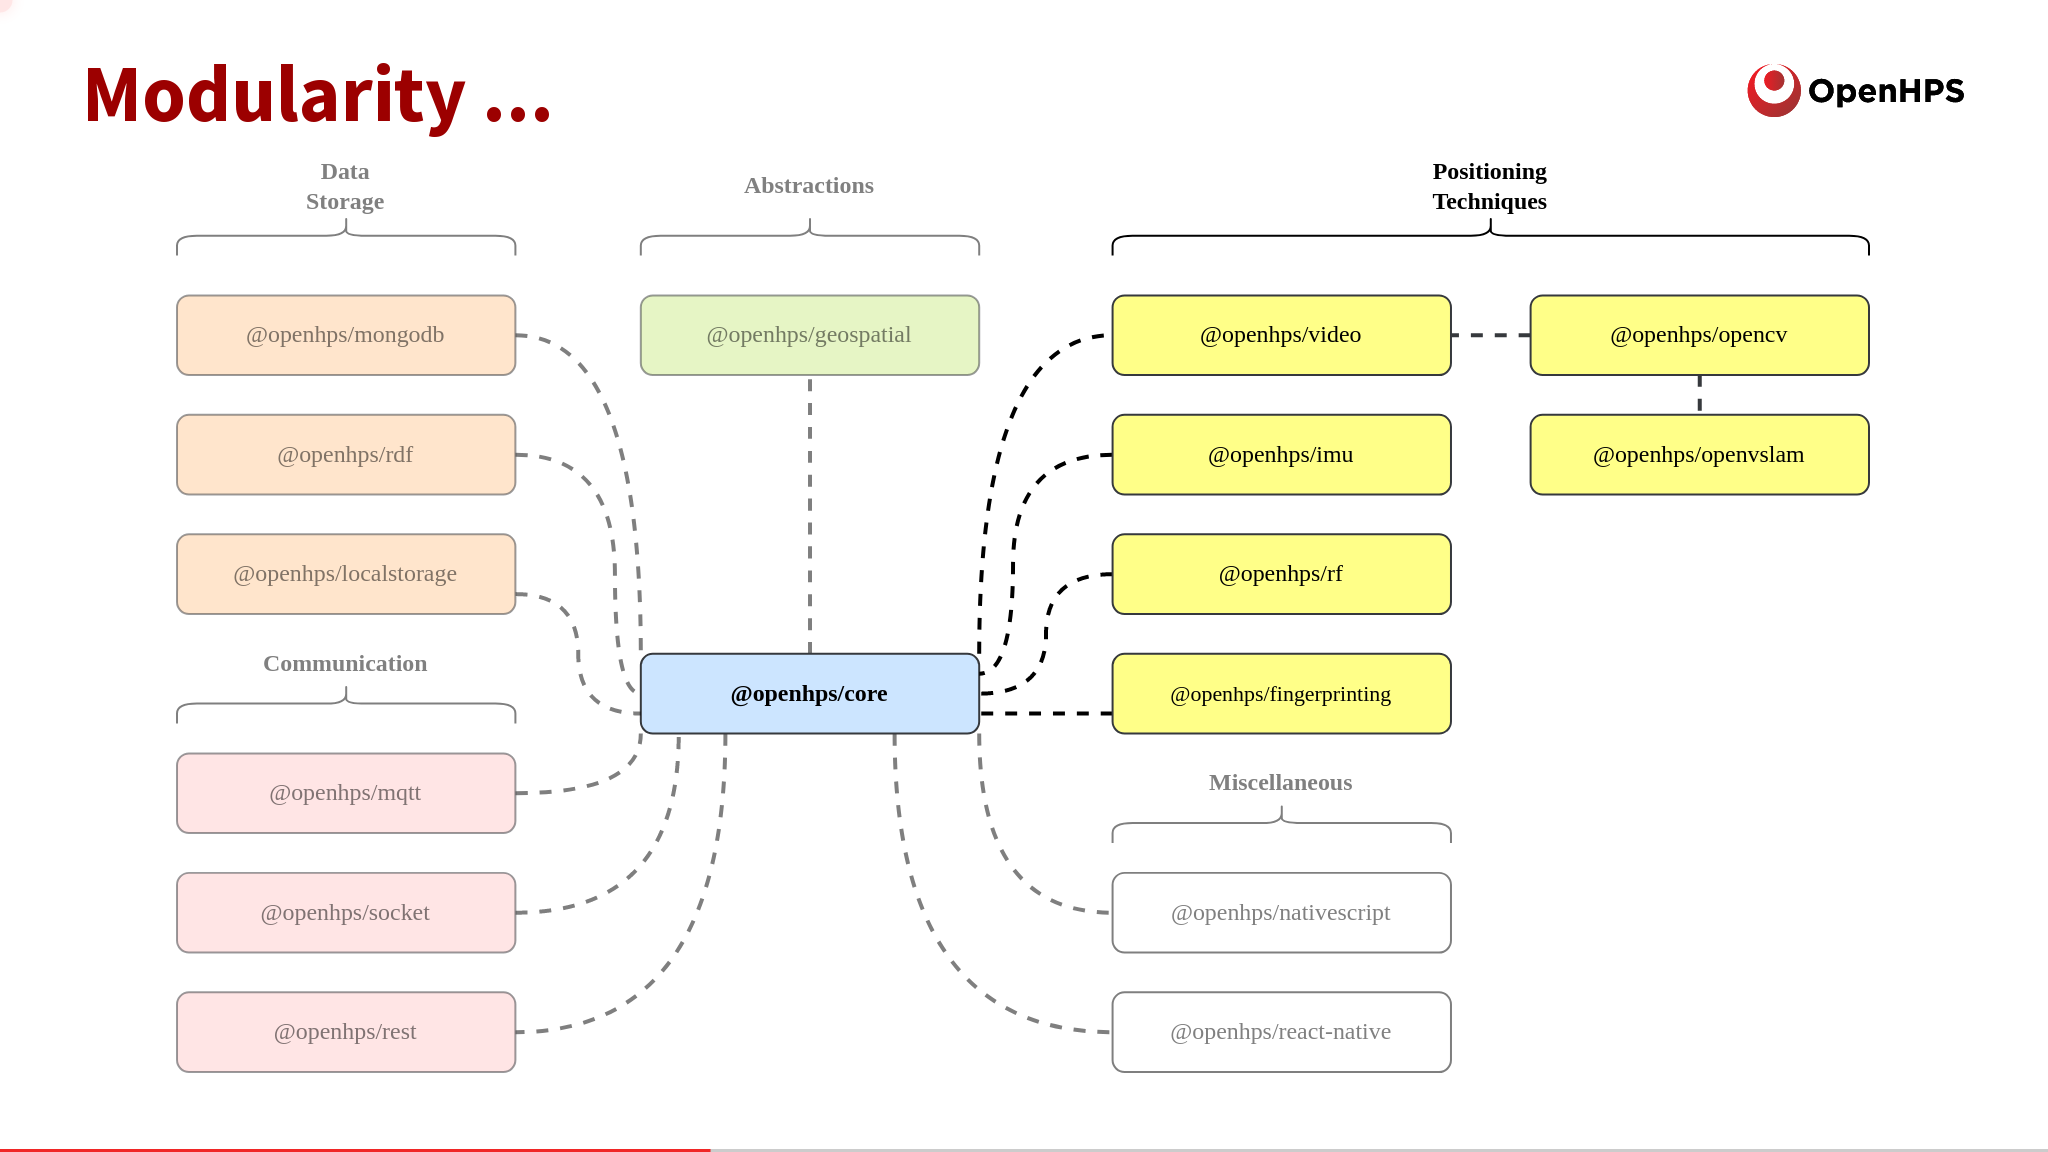 Modularity ...
OpenHPS
Data
Storage
@openhps/mongodb
@openhps/rdf
@openhps/localstorage
Communication
@openhps/mqtt
@openhps/socket
@openhps/rest
Abstractions
@openhps/geospatial
@openhps/core
Positioning
Techniques
@openhps/video
@openhps/opencv
@openhps/imu
@openhps/openvslam
@openhps/rf
@openhps/fingerprinting
Miscellaneous
@openhps/nativescript
@openhps/react-native